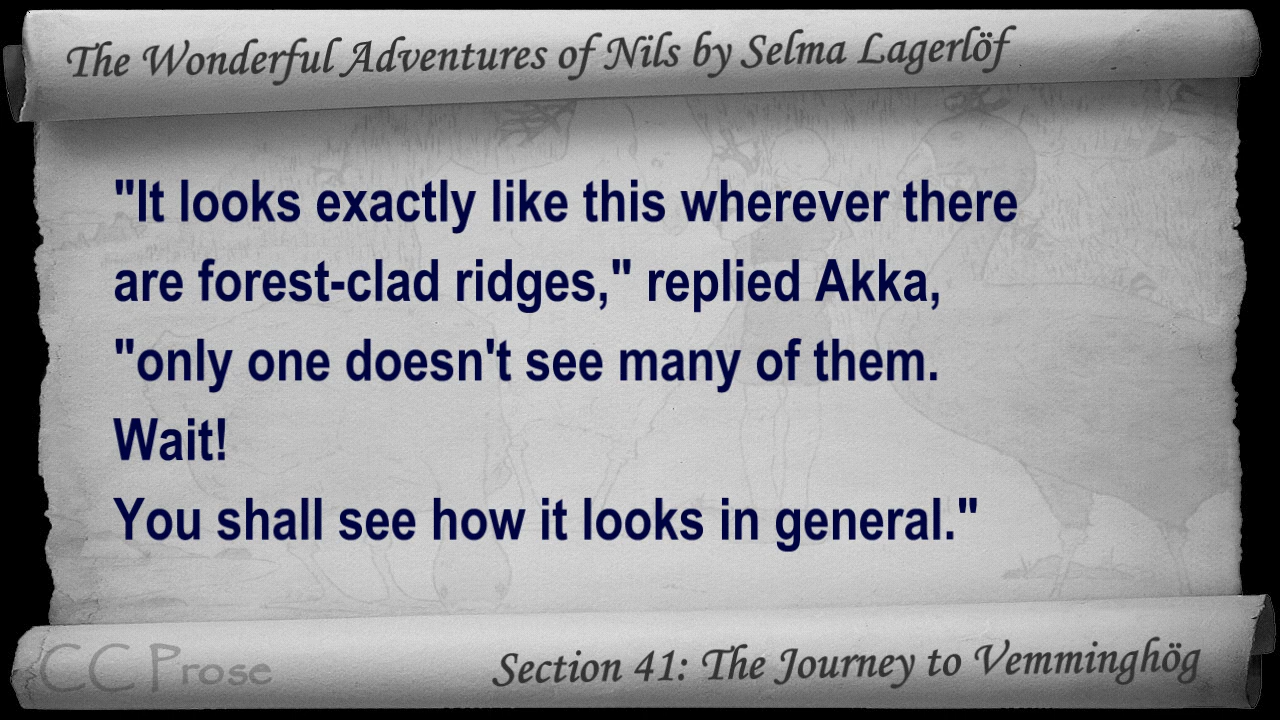 The Wonderful Adventures of Nils by Selma Lagerlöf
"It looks exactly like this wherever there
are forest-clad ridges," replied Akka,
"only one doesn't see many of them.
Wait!
You shall see how it looks in general."
CC Prose
Section 41: The Journey to Vemminghög